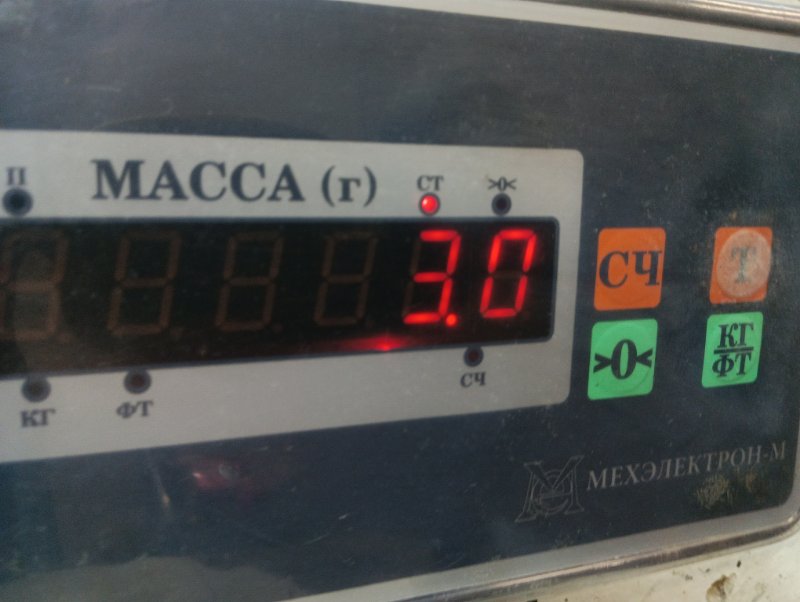 П МАССА (г) СТ >0<
3.0
КГ ФТ СЧ
СЧ Т
>0< КГ
ФТ
МЕХЭЛЕКТРОН-М